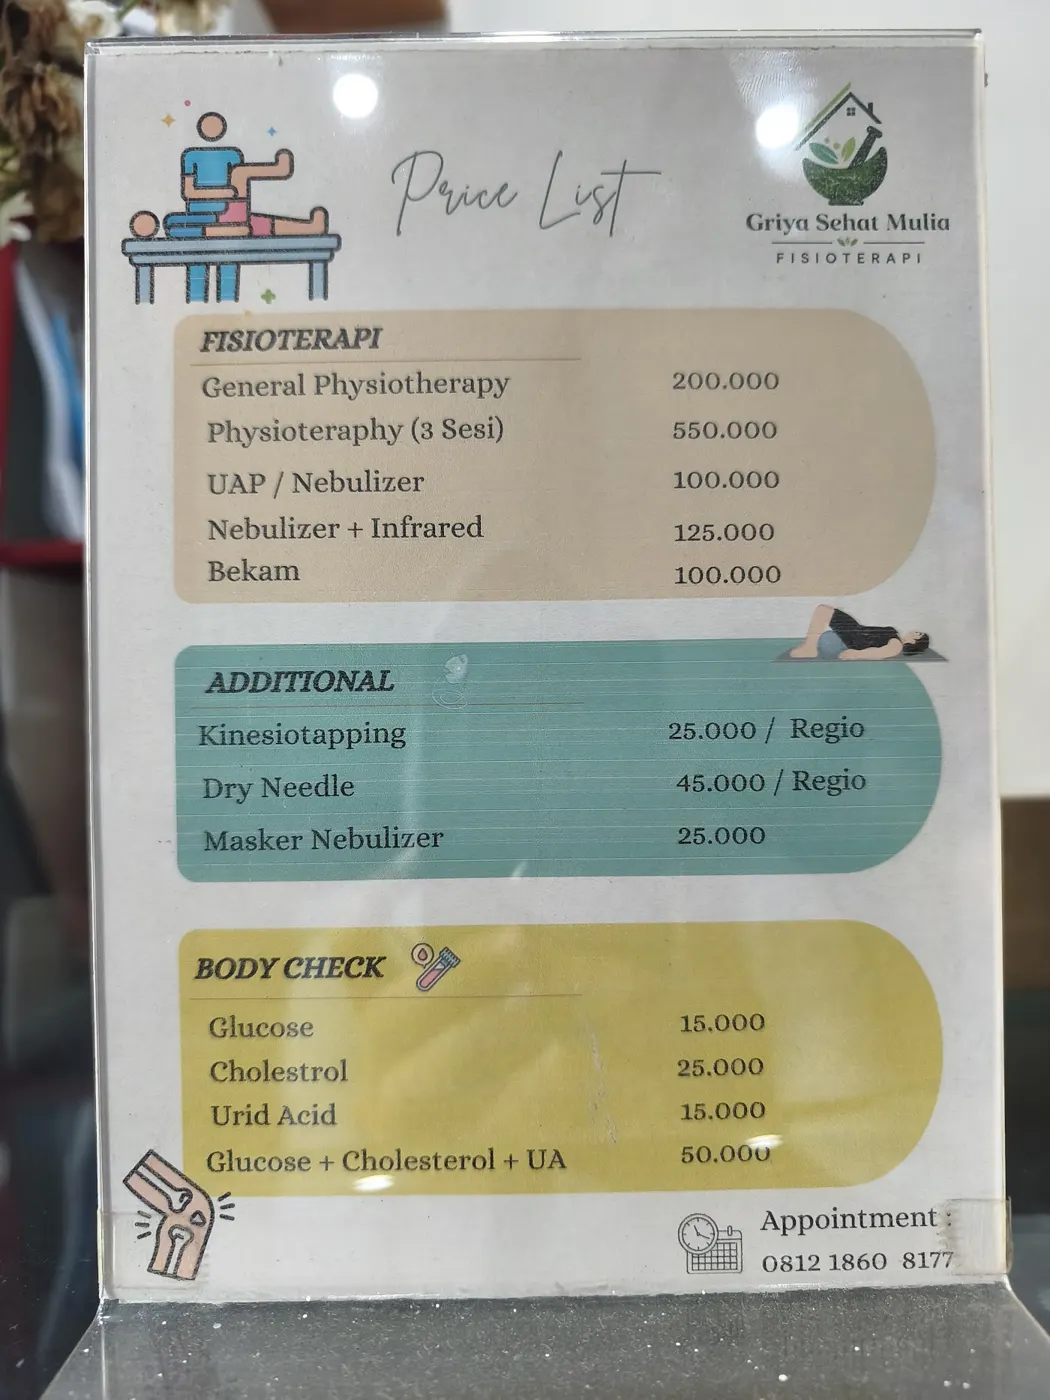 Price List
Griya Sehat Mulia
FISIOTERAPI
FISIOTERAPI
General Physiotherapy 200.000
Physioteraphy (3 Sesi) 550.000
UAP / Nebulizer 100.000
Nebulizer + Infrared 125.000
Bekam 100.000
ADDITIONAL
Kinesiotapping 25.000 / Regio
Dry Needle 45.000 / Regio
Masker Nebulizer 25.000
BODY CHECK
Glucose 15.000
Cholestrol 25.000
Urid Acid 15.000
Glucose + Cholesterol + UA 50.000
Appointment :
0812 1860 8177